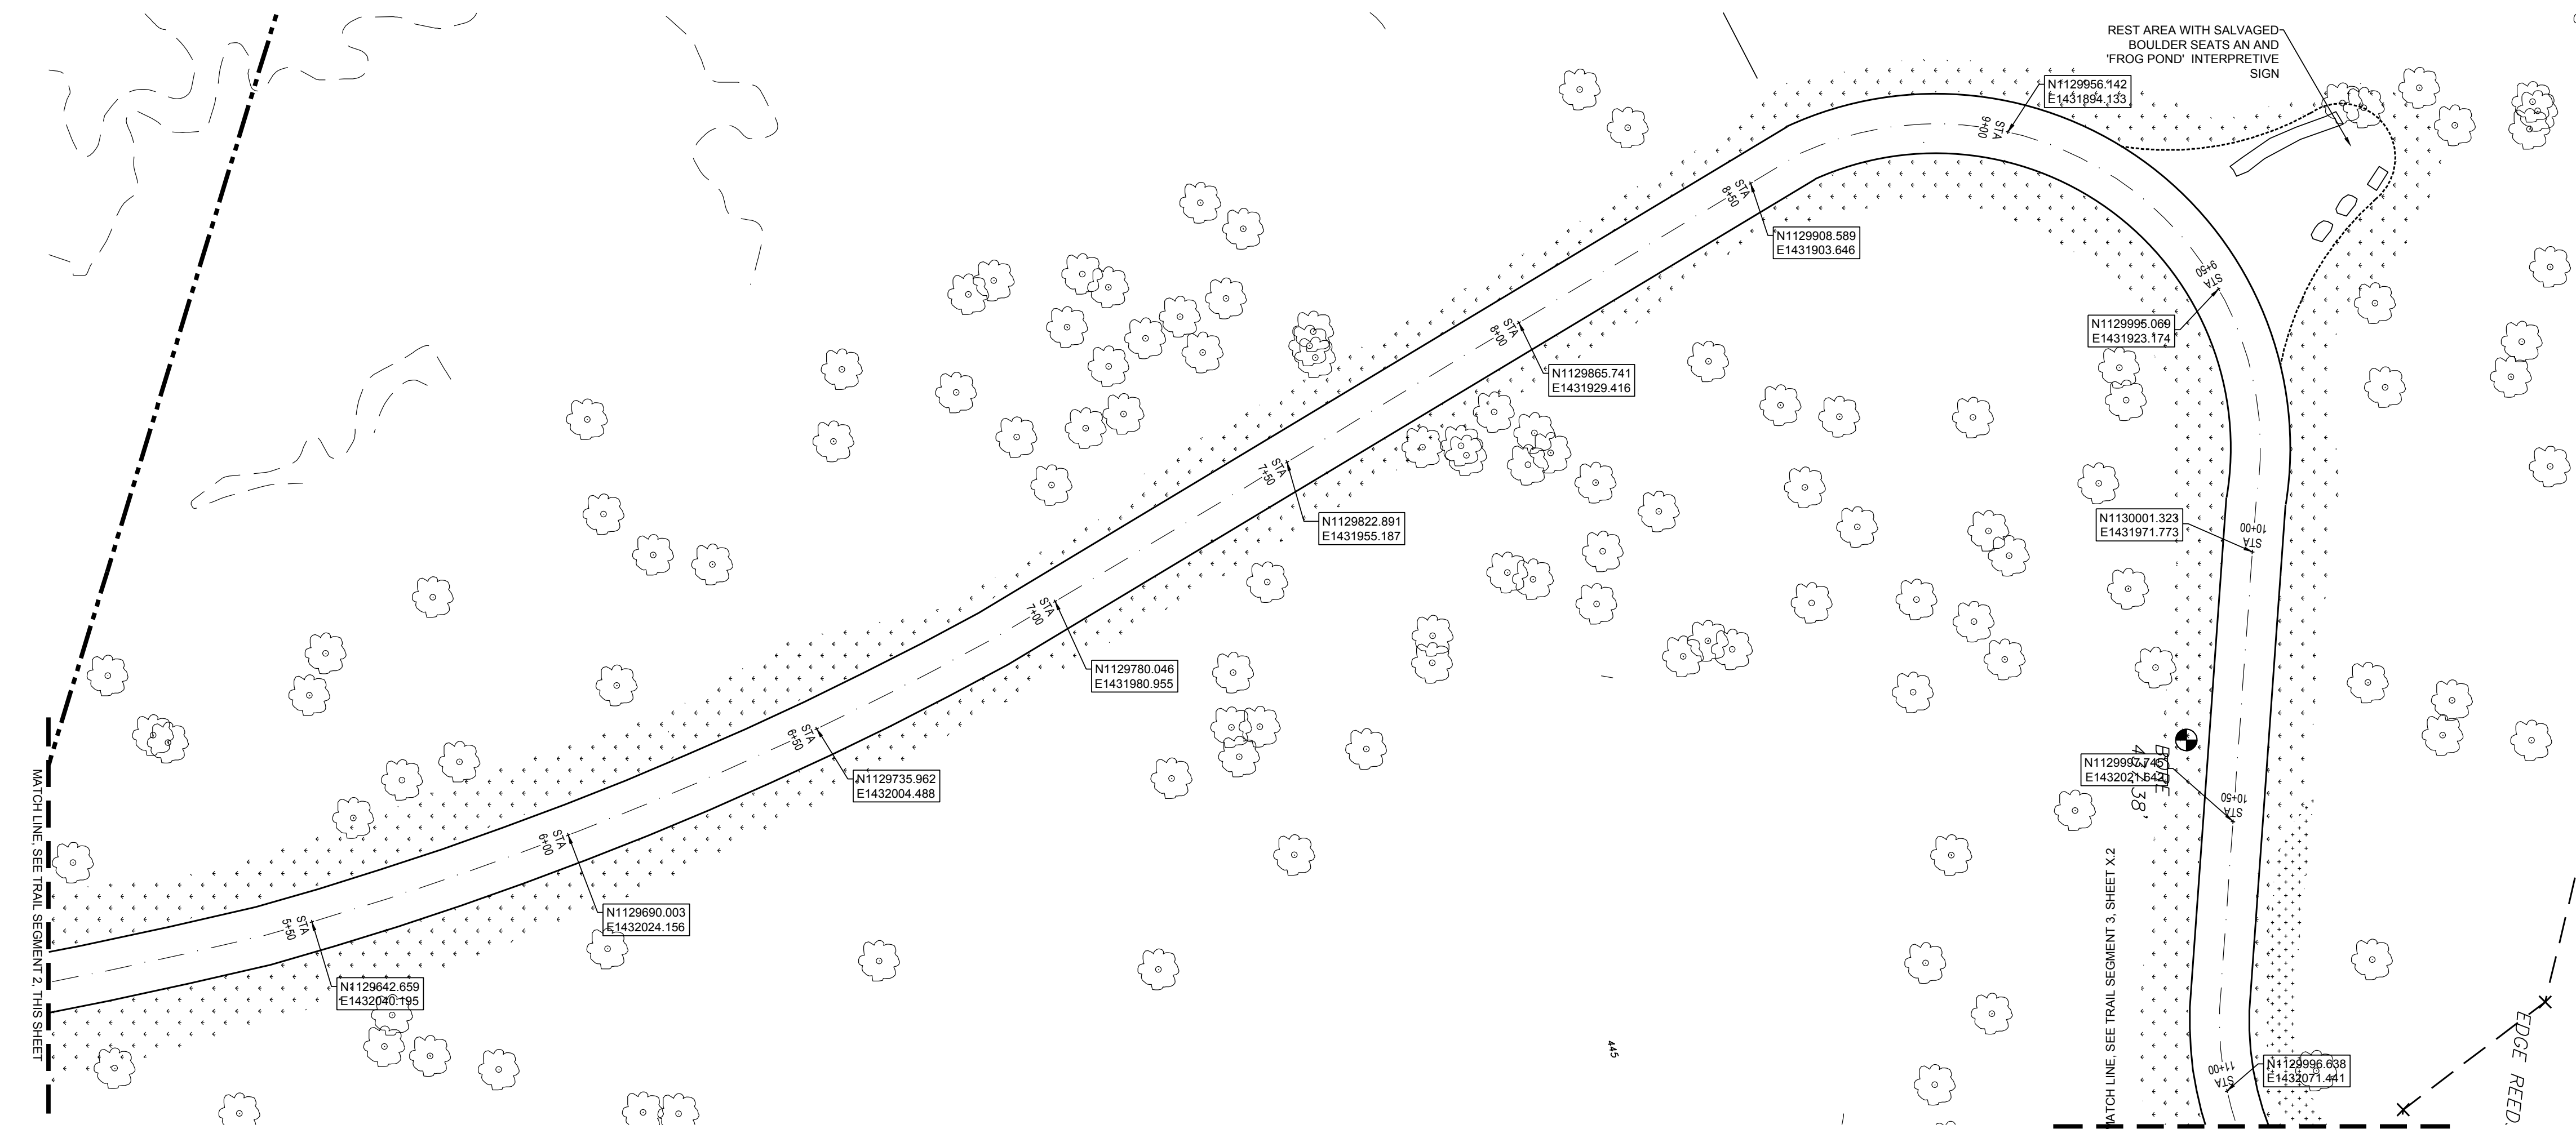 REST AREA WITH SALVAGED
BOULDER SEATS AN AND
'FROG POND' INTERPRETIVE
SIGN
N1129956.142
E1431894.133
STA
9+00
STA
8+50
N1129908.589
E1431903.646
STA
9+50
N1129995.069
E1431923.174
STA
8+00
N1129865.741
E1431929.416
STA
7+50
N1129822.891
E1431955.187
N1130001.323
E1431971.773
STA
10+00
STA
7+00
N1129780.046
E1431980.955
STA
6+50
N1129735.962
E1432004.488
BORE
N1129997.745
E1432021.642
STA
10+50
STA
6+00
N1129690.003
E1432024.156
STA
5+50
N1129642.659
E1432040.195
MATCH LINE, SEE TRAIL SEGMENT 2, THIS SHEET
MATCH LINE, SEE TRAIL SEGMENT 3, SHEET X.2
445
STA
11+00
N1129996.638
E1432071.441
EDGE REED